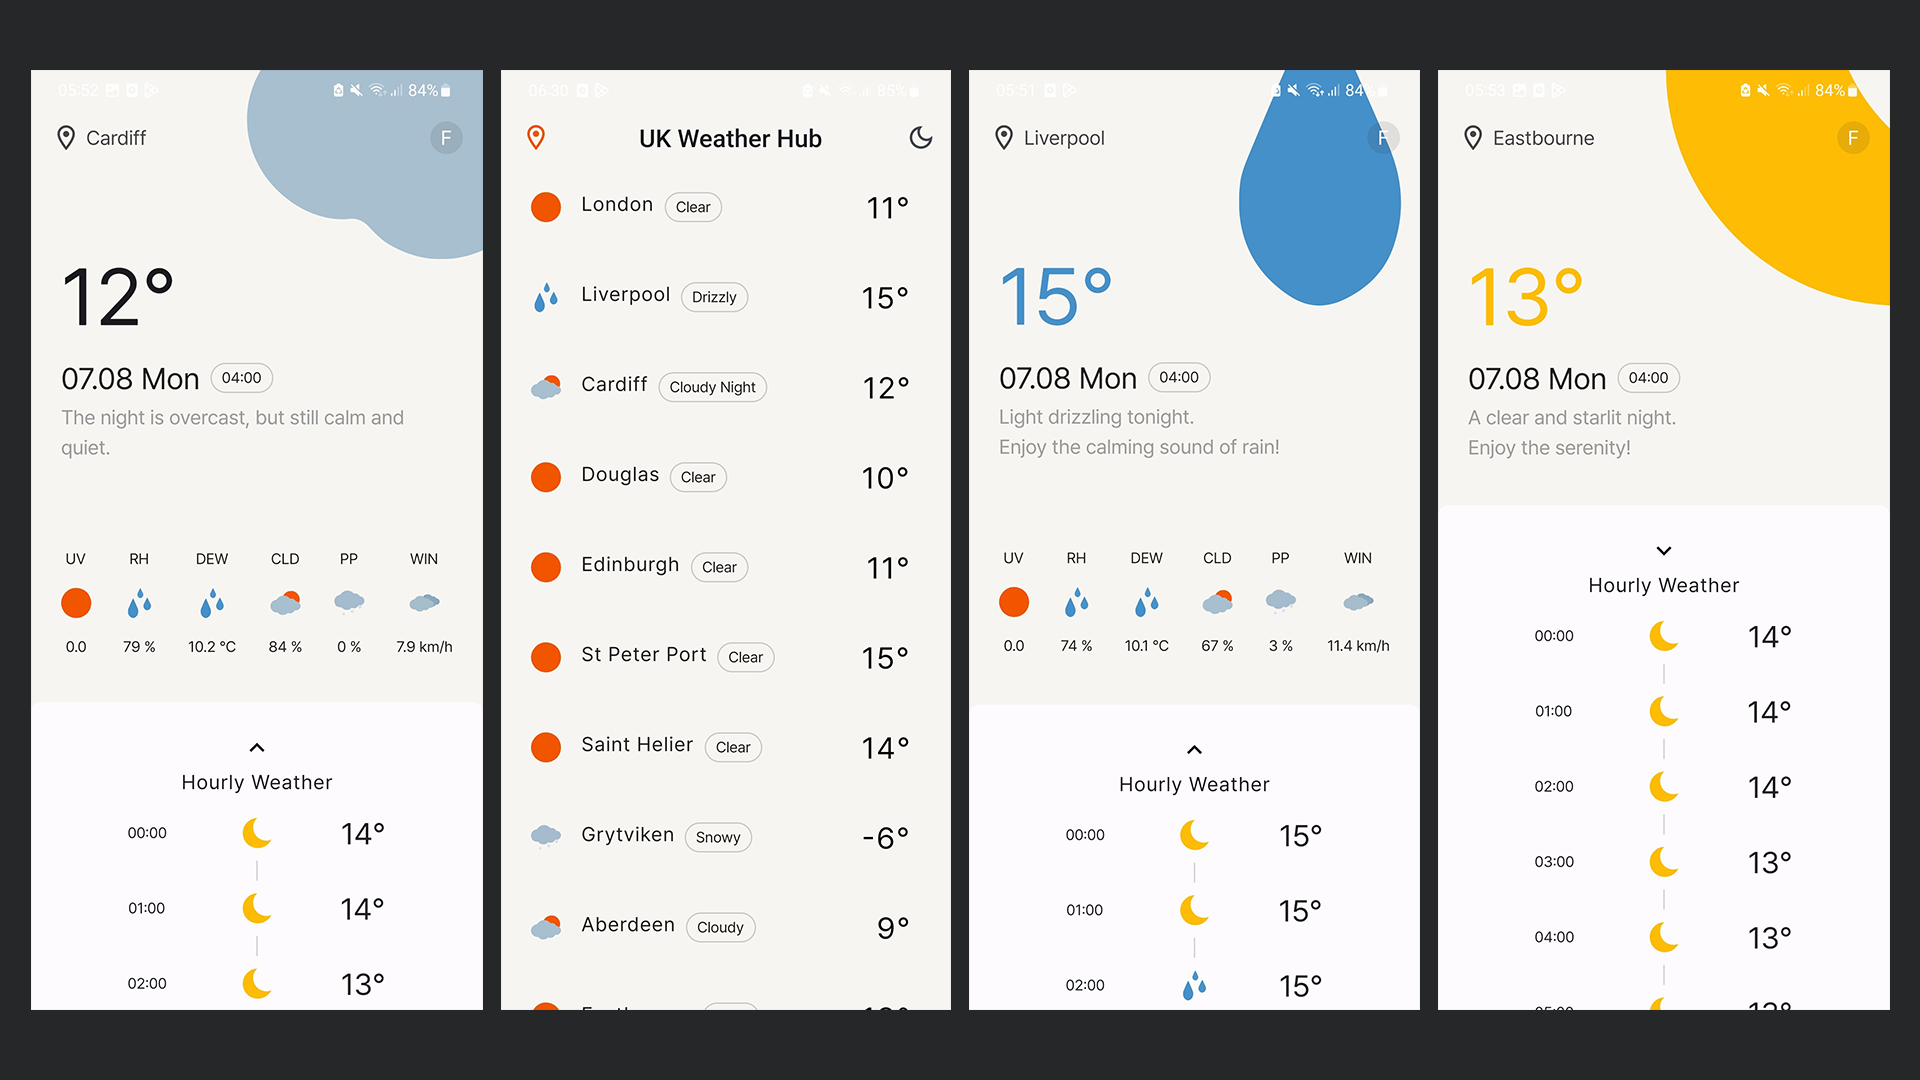 05:52
84%
Cardiff
F
12°
07.08 Mon 04:00
The night is overcast, but still calm and
quiet.
UV RH DEW CLD PP WIN
0.0 79 % 10.2 °C 84 % 0 % 7.9 km/h
Hourly Weather
00:00 14°
01:00 14°
02:00 13°
06:30
85%
UK Weather Hub
London Clear 11°
Liverpool Drizzly 15°
Cardiff Cloudy Night 12°
Douglas Clear 10°
Edinburgh Clear 11°
St Peter Port Clear 15°
Saint Helier Clear 14°
Grytviken Snowy -6°
Aberdeen Cloudy 9°
05:51
84
Liverpool
F
15°
07.08 Mon 04:00
Light drizzling tonight.
Enjoy the calming sound of rain!
UV RH DEW CLD PP WIN
0.0 74 % 10.1 °C 67 % 3 % 11.4 km/h
Hourly Weather
00:00 15°
01:00 15°
02:00 15°
05:53
84%
Eastbourne
F
13°
07.08 Mon 04:00
A clear and starlit night.
Enjoy the serenity!
Hourly Weather
00:00 14°
01:00 14°
02:00 14°
03:00 13°
04:00 13°